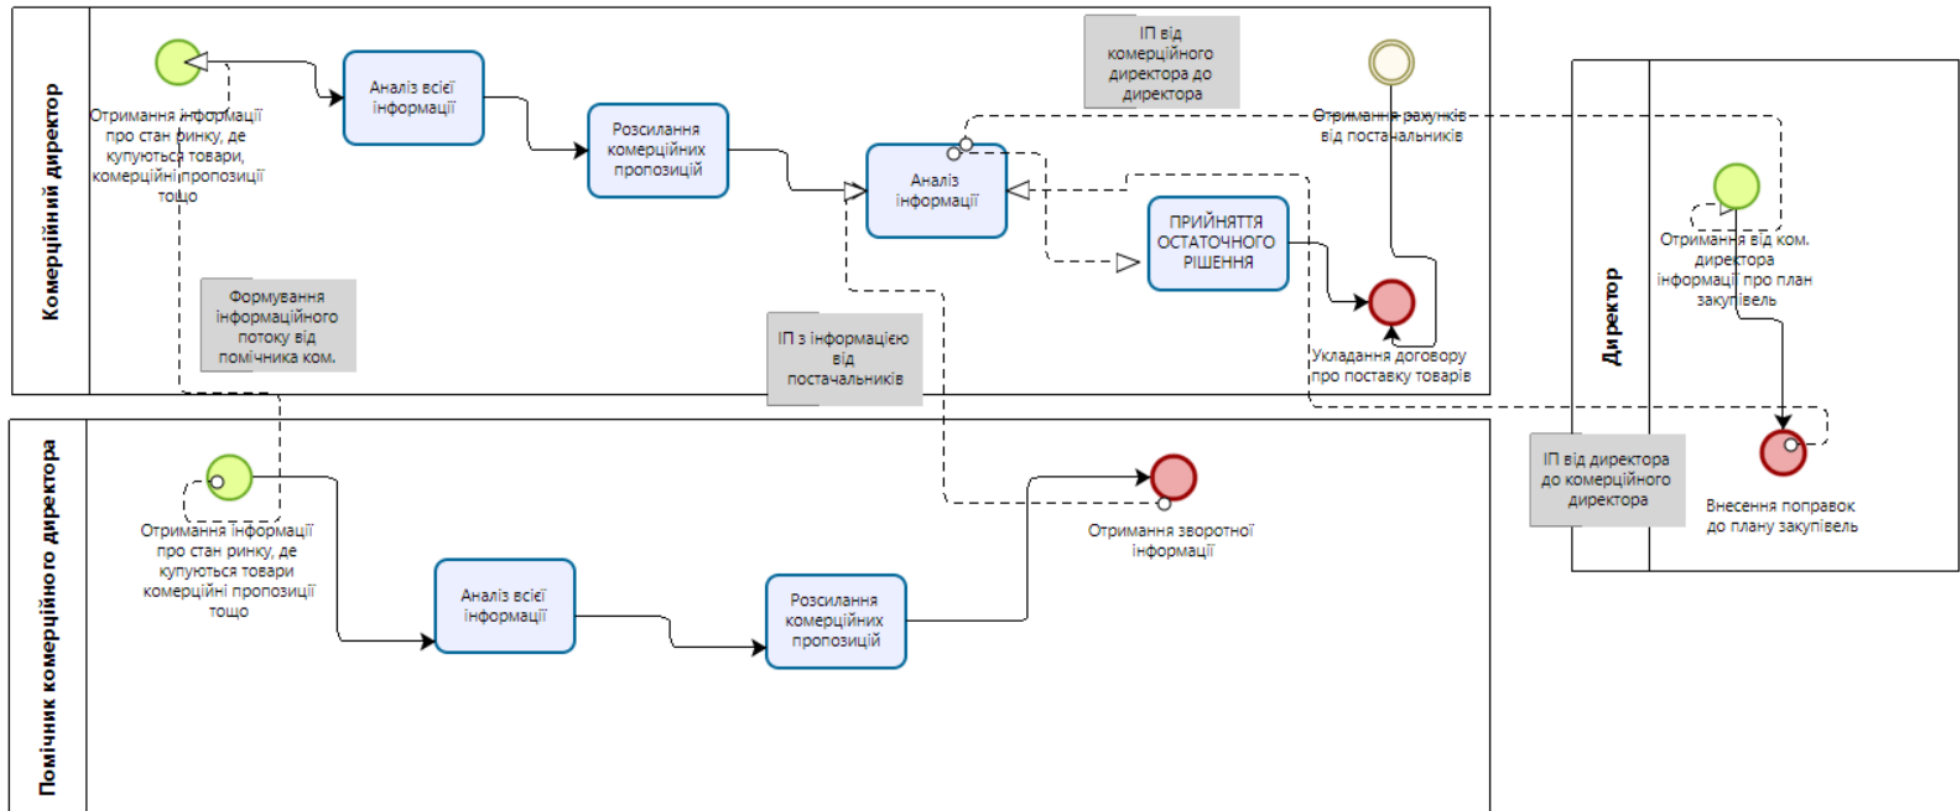 Комерційний директор
Отримання інформації
про стан ринку, де
купуються товари,
комерційні пропозиції
тощо
Аналіз всієї
інформації
Розсилання
комерційних
пропозицій
Аналіз
інформації
ІП від
комерційного
директора до
директора
ПРИЙНЯТТЯ
ОСТАТОЧНОГО
РІШЕННЯ
Отримання рахунків
від постачальників
Укладання договору
про поставку товарів
Формування
інформаційного
потоку від
помічника ком.
ІП з інформацією
від
постачальників
Директор
Отримання від ком.
директора
інформації про план
закупівель
ІП від директора
до комерційного
директора
Внесення поправок
до плану закупівель
Помічник комерційного директора
Отримання інформації
про стан ринку, де
купуються товари
комерційні пропозиції
тощо
Аналіз всієї
інформації
Розсилання
комерційних
пропозицій
Отримання зворотної
інформації